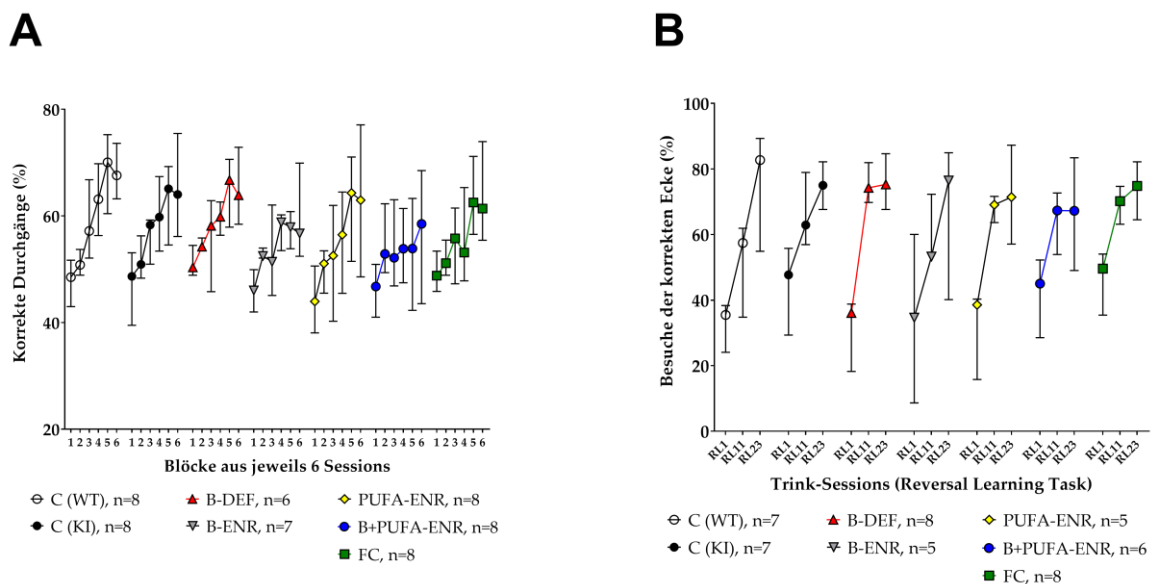 A
Korrekte Durchgänge (%)
80
60
40
20
1 2 3 4 5 6 1 2 3 4 5 6 1 2 3 4 5 6 1 2 3 4 5 6 1 2 3 4 5 6 1 2 3 4 5 6 1 2 3 4 5 6
Blöcke aus jeweils 6 Sessions
C (WT), n=8 B-DEF, n=6 PUFA-ENR, n=8
C (KI), n=8 B-ENR, n=7 B+PUFA-ENR, n=8
FC, n=8
B
Besuche der korrekten Ecke (%)
100
80
60
40
20
0
RL1 RL11 RL23 RL1 RL11 RL23 RL1 RL11 RL23 RL1 RL11 RL23 RL1 RL11 RL23 RL1 RL11 RL23 RL1 RL11 RL23
Trink-Sessions (Reversal Learning Task)
C (WT), n=7 B-DEF, n=8 PUFA-ENR, n=5
C (KI), n=7 B-ENR, n=5 B+PUFA-ENR, n=6
FC, n=8